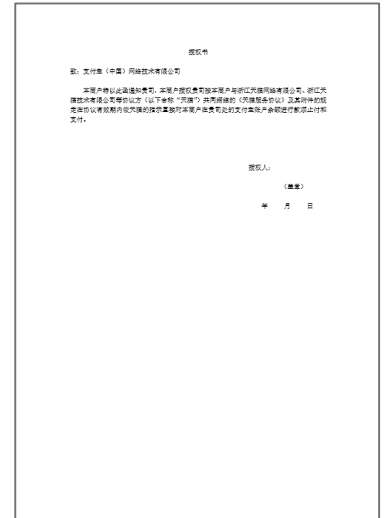 授权书
致：支付宝（中国）网络技术有限公司
本商户特以此函通知贵司，本商户授权贵司按本商户与浙江天猫网络有限公司、浙江天
猫技术有限公司等协议方（以下合称“天猫”）共同缔结的《天猫服务协议》及其附件的规
定在协议有效期内依天猫的指示直接对本商户在贵司处的支付宝账户余额进行款项止付和
支付。
授权人：
（盖章）
年 月 日